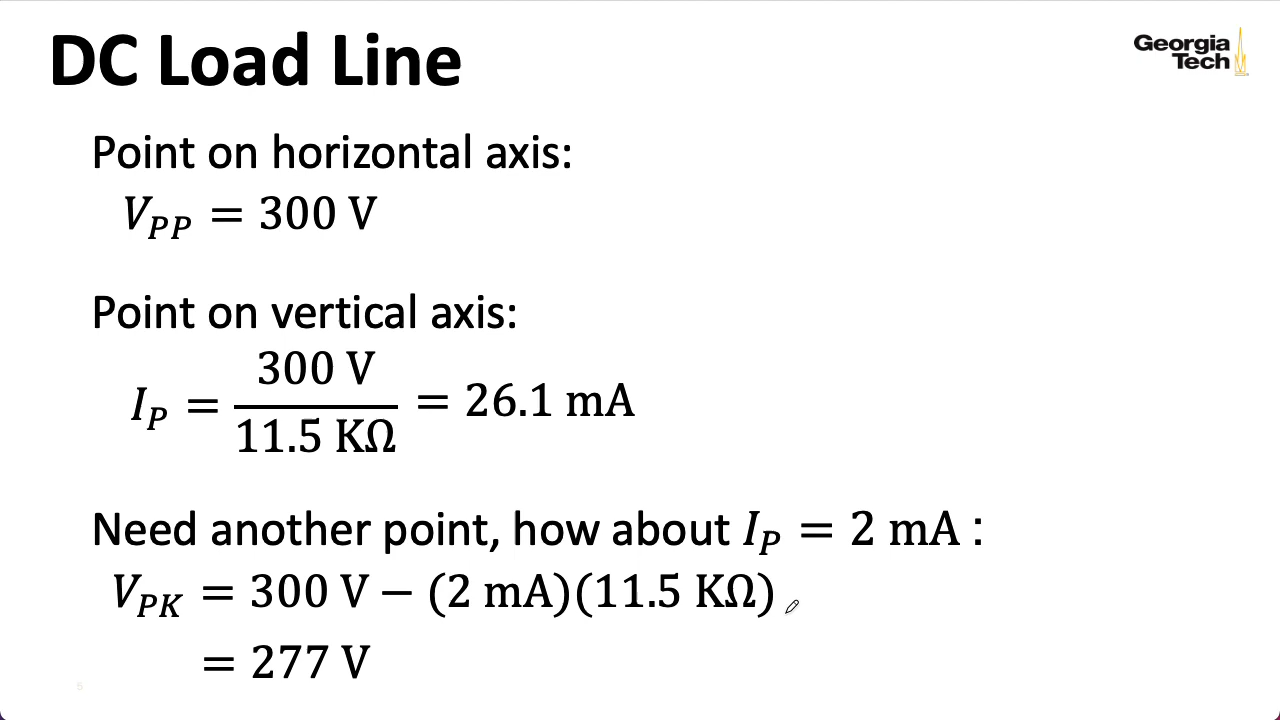 DC Load Line
Georgia
Tech
Point on horizontal axis:
V_PP = 300 V
Point on vertical axis:
I_P = 300 V / 11.5 KΩ = 26.1 mA
Need another point, how about I_P = 2 mA :
V_PK = 300 V − (2 mA)(11.5 KΩ)
= 277 V
5